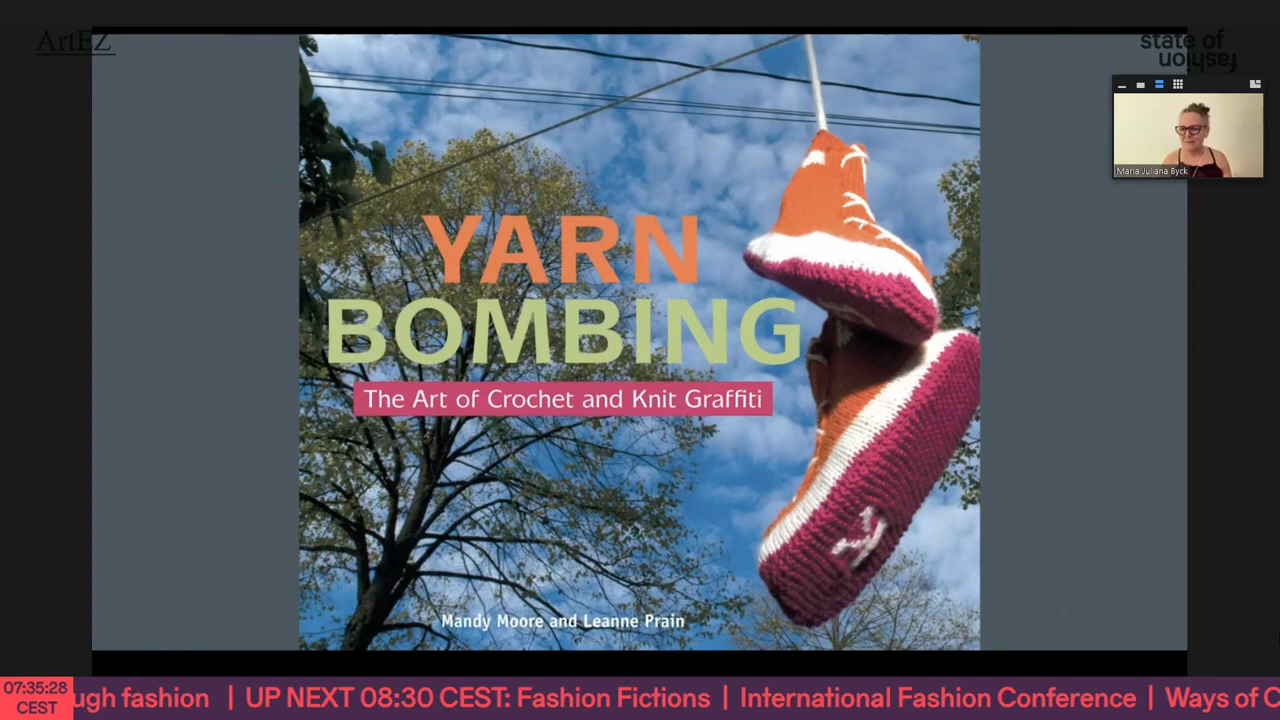 ArtEZ
state of
fashion
Maria Juliana Byck
YARN
BOMBING
The Art of Crochet and Knit Graffiti
Mandy Moore and Leanne Prain
07:35:28
CEST
ugh fashion | UP NEXT 08:30 CEST: Fashion Fictions | International Fashion Conference | Ways of C